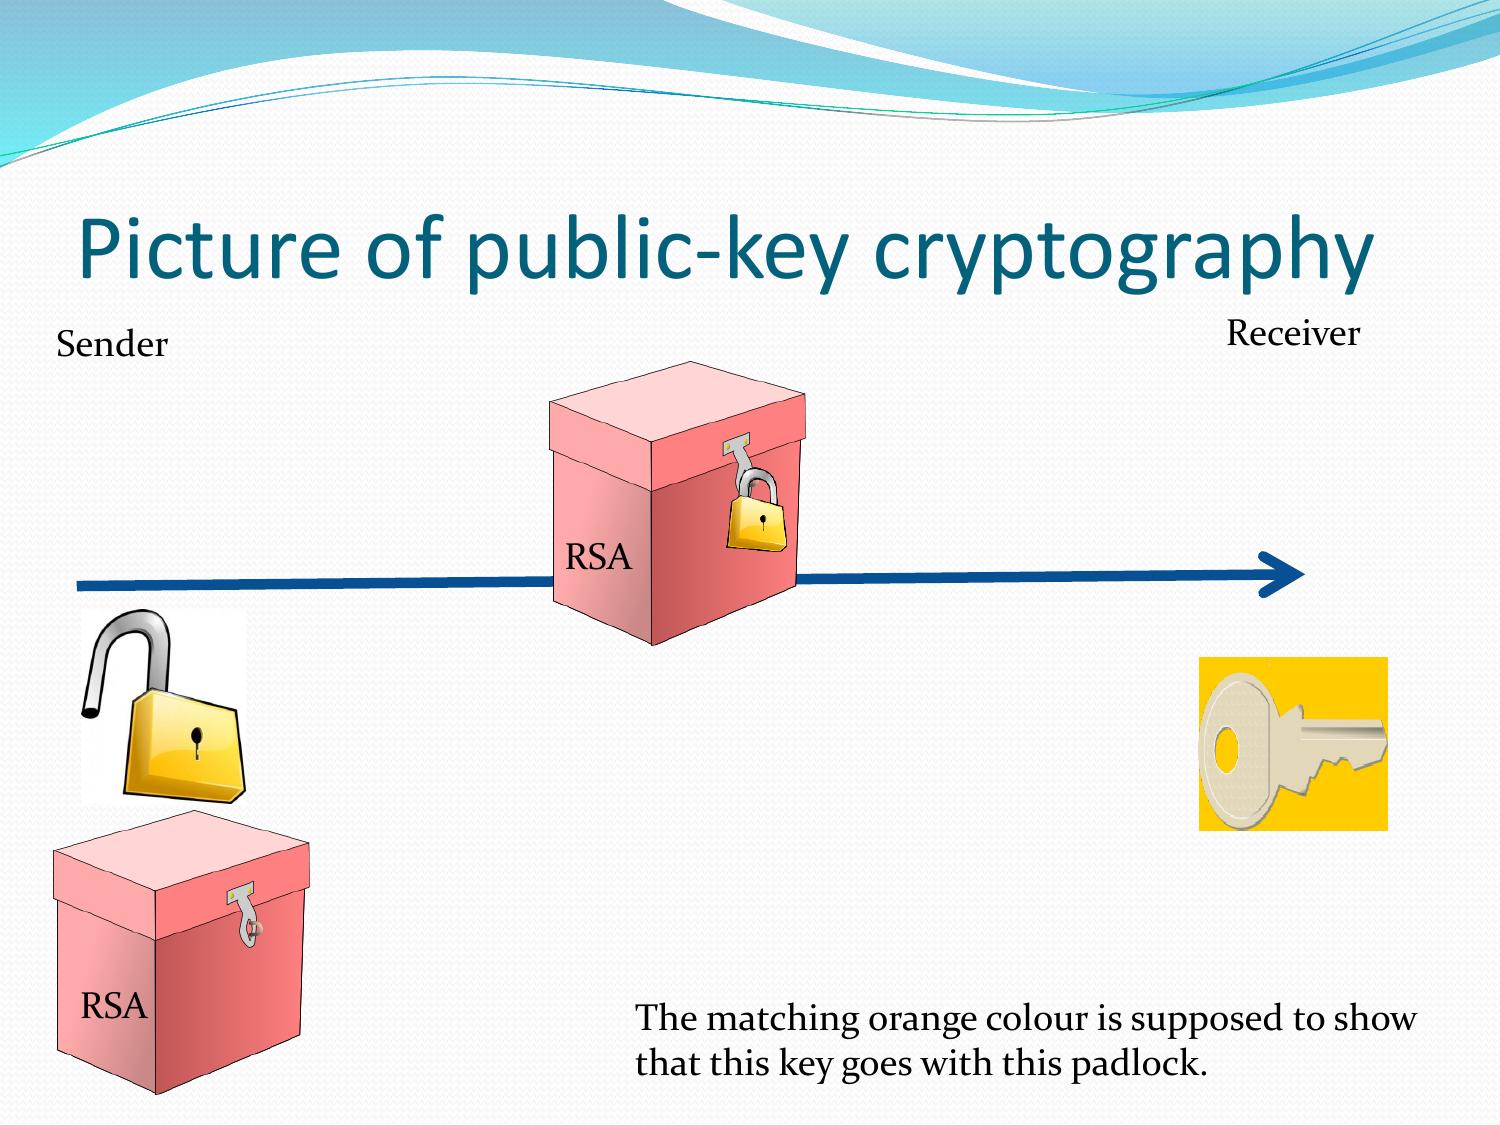 Picture of public-key cryptography
Sender
Receiver
RSA
RSA
The matching orange colour is supposed to show
that this key goes with this padlock.